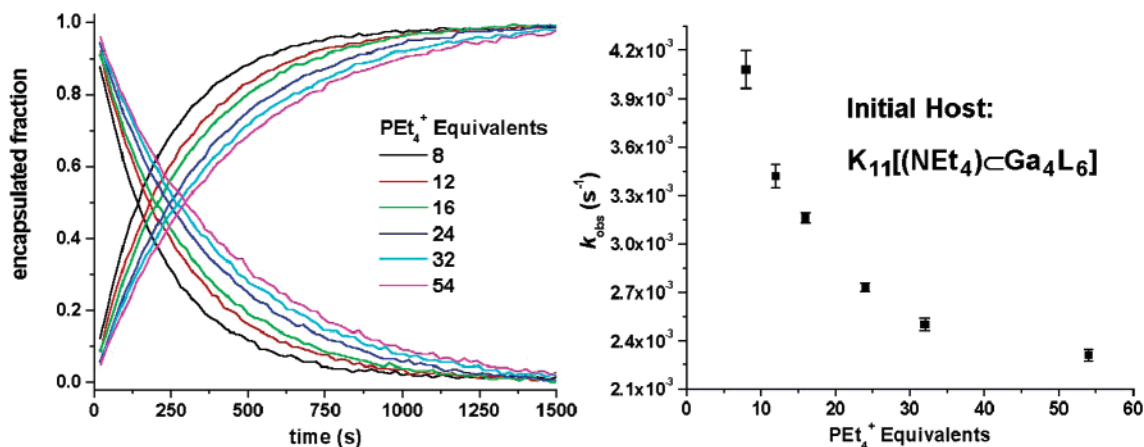 1.0
0.8
0.6
0.4
0.2
0.0
encapsulated fraction
0 250 500 750 1000 1250 1500
time (s)
PEt₄⁺ Equivalents
8
12
16
24
32
54
4.2x10⁻³
3.9x10⁻³
3.6x10⁻³
3.3x10⁻³
3.0x10⁻³
2.7x10⁻³
2.4x10⁻³
2.1x10⁻³
k_obs (s⁻¹)
0 10 20 30 40 50 60
PEt₄⁺ Equivalents
Initial Host:
K₁₁[(NEt₄)⊂Ga₄L₆]